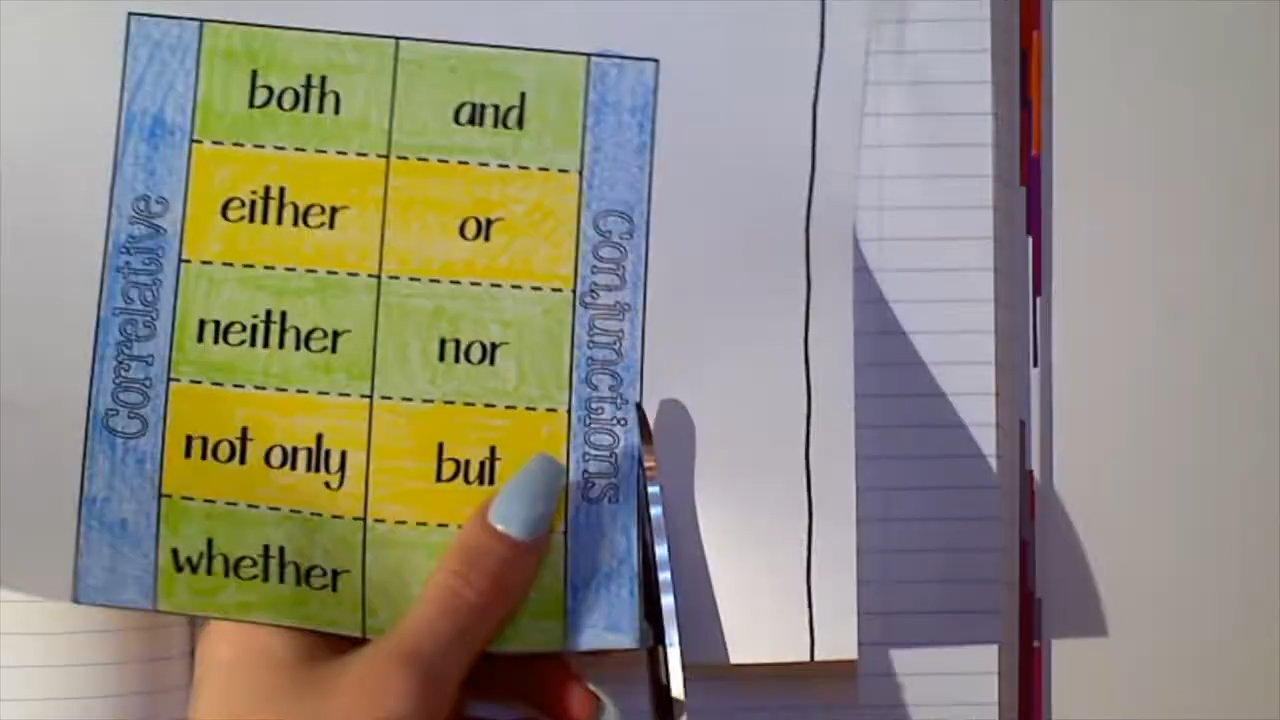 Correlative
both and
either or
neither nor
not only but
whether
Conjunctions